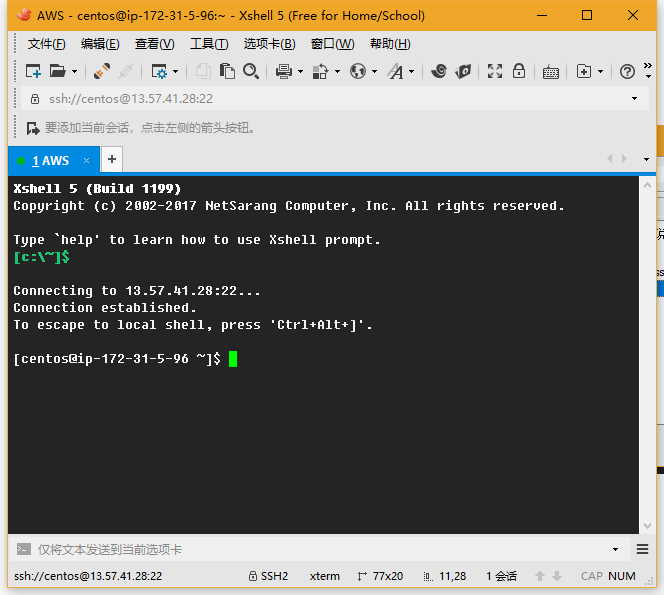 AWS - centos@ip-172-31-5-96:~ - Xshell 5 (Free for Home/School)
文件(F) 编辑(E) 查看(V) 工具(T) 选项卡(B) 窗口(W) 帮助(H)
ssh://centos@13.57.41.28:22
要添加当前会话，点击左侧的箭头按钮。
1 AWS × +
Xshell 5 (Build 1199)
Copyright (c) 2002-2017 NetSarang Computer, Inc. All rights reserved.
Type `help' to learn how to use Xshell prompt.
[c:\~]$
Connecting to 13.57.41.28:22...
Connection established.
To escape to local shell, press 'Ctrl+Alt+]'.
[centos@ip-172-31-5-96 ~]$
仅将文本发送到当前选项卡
ssh://centos@13.57.41.28:22 SSH2 xterm 77x20 11,28 1 会话 CAP NUM